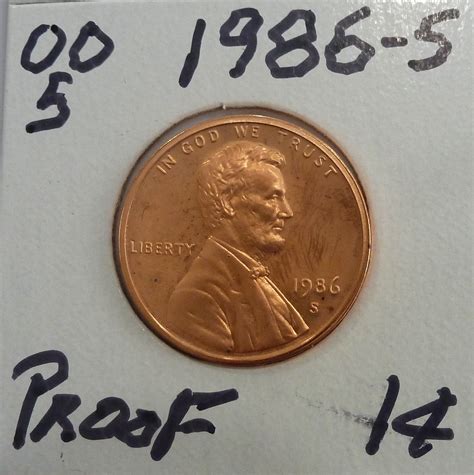 00 1986-S
5
IN GOD WE TRUST
LIBERTY
1986
S
PROOF 1¢